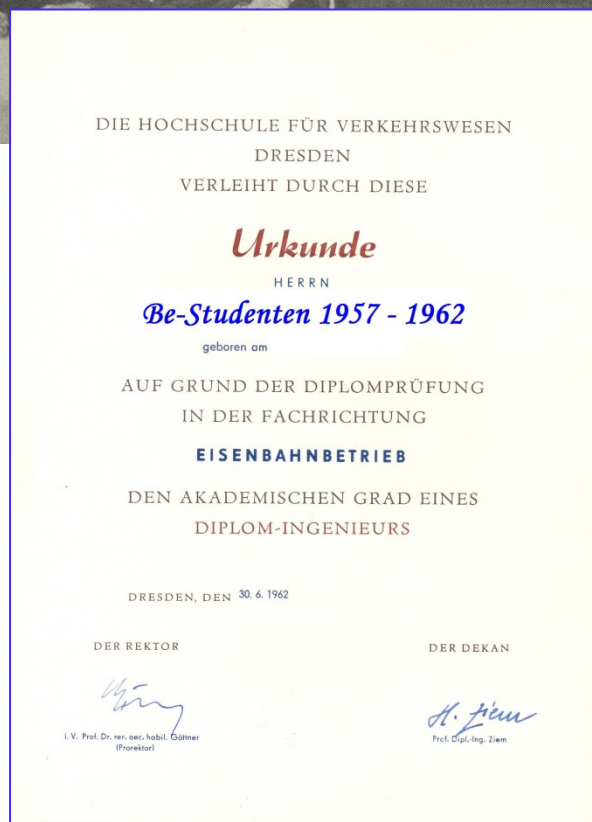 DIE HOCHSCHULE FÜR VERKEHRSWESEN
DRESDEN
VERLEIHT DURCH DIESE
Urkunde
HERRN
Be-Studenten 1957 - 1962
geboren am
AUF GRUND DER DIPLOMPRÜFUNG
IN DER FACHRICHTUNG
EISENBAHNBETRIEB
DEN AKADEMISCHEN GRAD EINES
DIPLOM-INGENIEURS
DRESDEN, DEN 30. 6. 1962
DER REKTOR
DER DEKAN
H. Ziem
i. V. Prof. Dr. rer. oec. habil. Göttner
(Prorektor)
Prof. Dipl.-Ing. Ziem